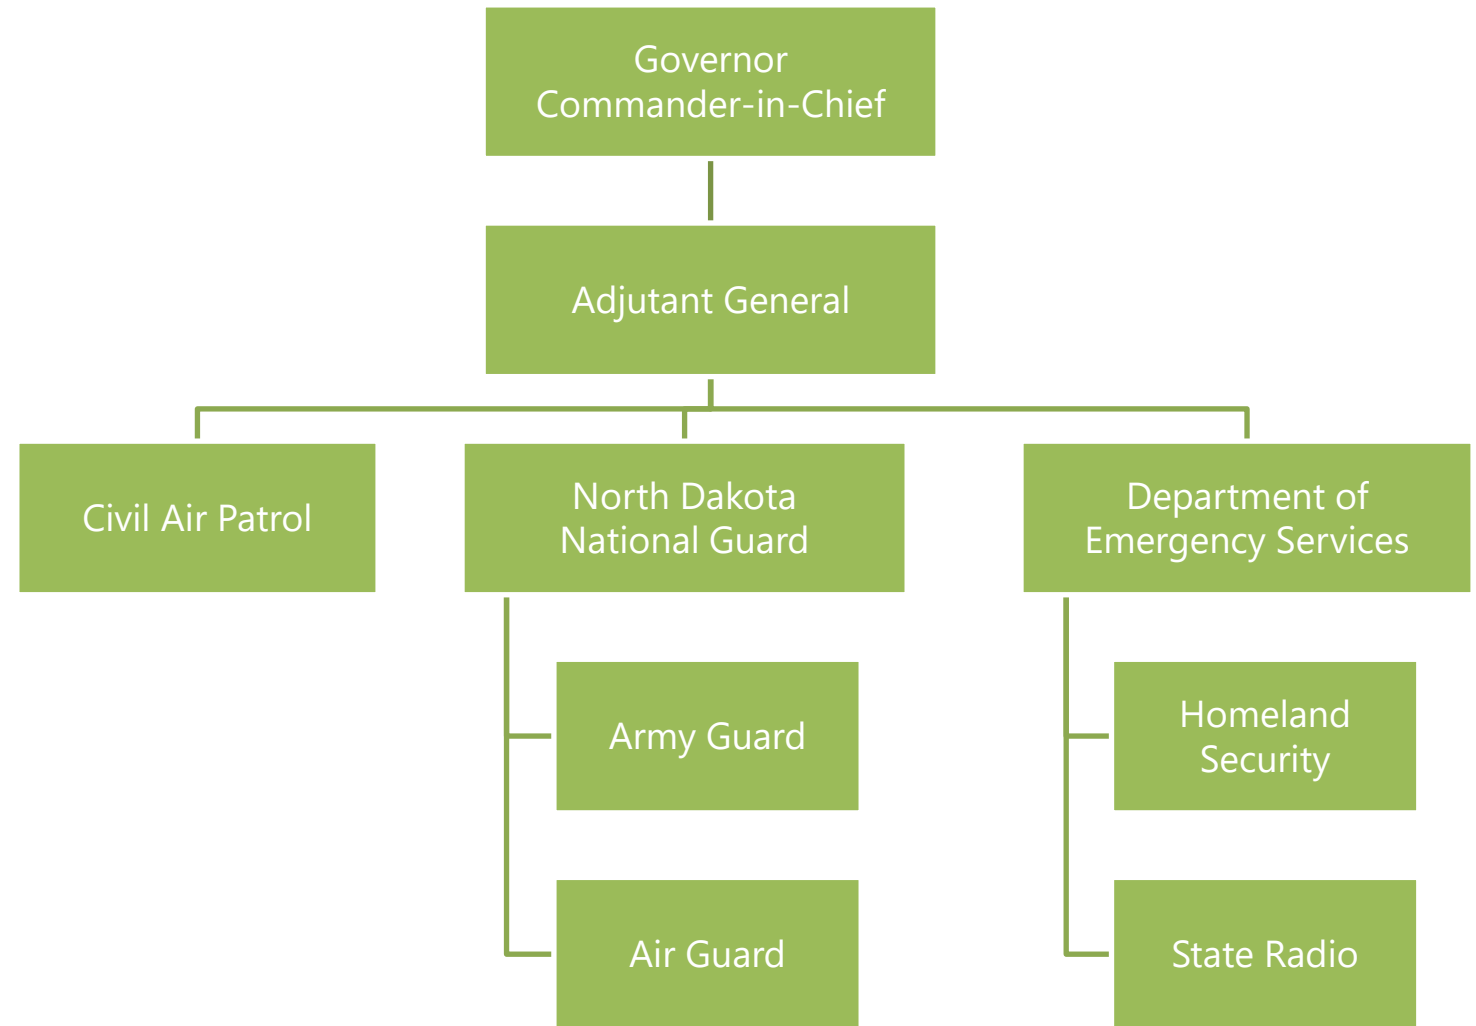 Governor
Commander-in-Chief
Adjutant General
Civil Air Patrol
North Dakota
National Guard
Department of
Emergency Services
Army Guard
Homeland
Security
Air Guard
State Radio